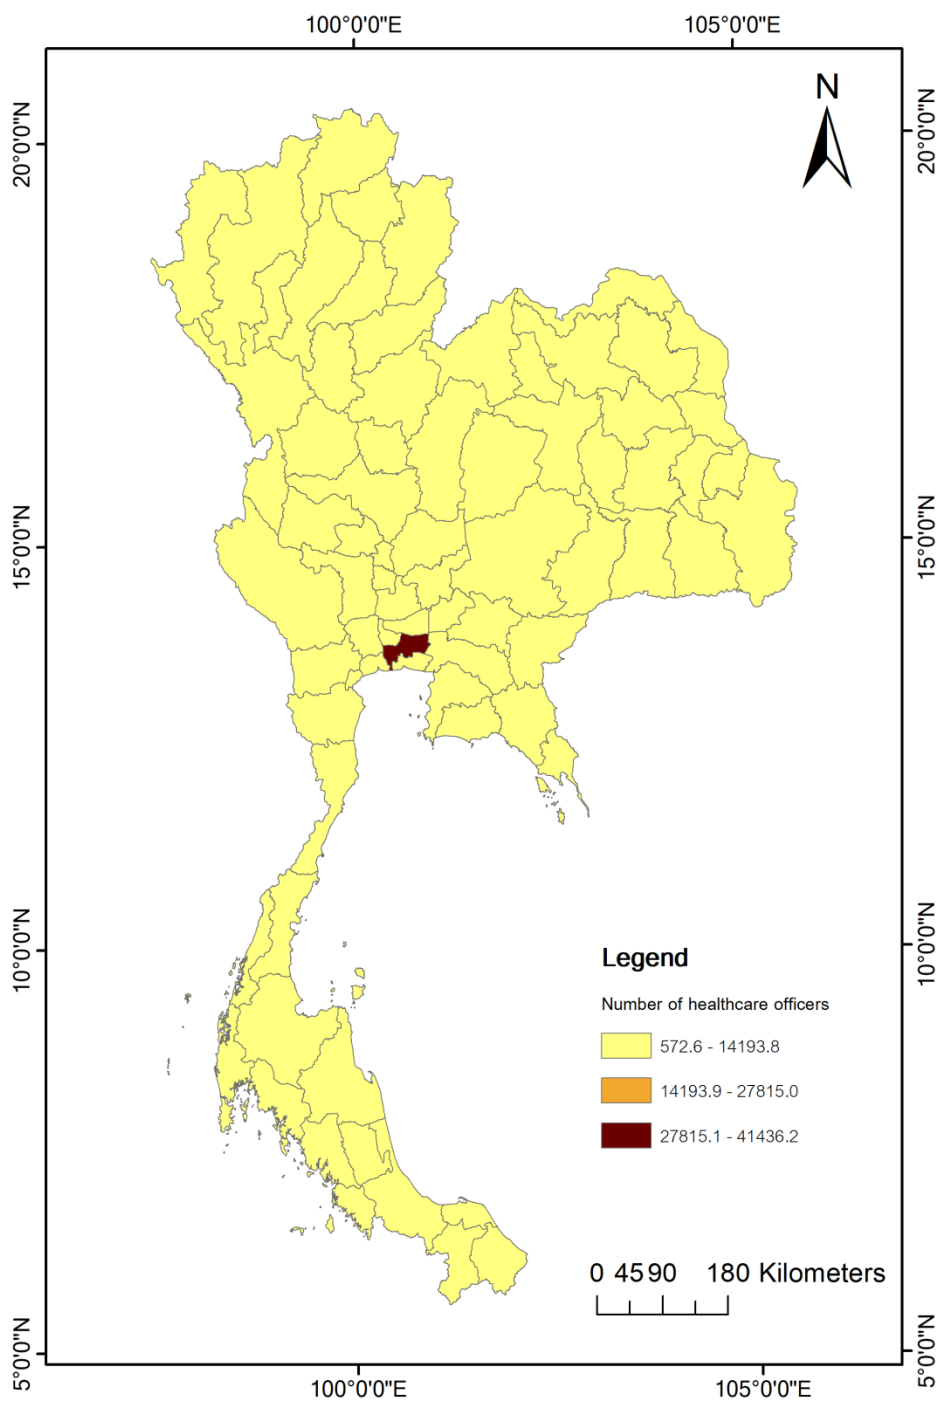 100°0'0"E 105°0'0"E
N
20°0'0"N 20°0'0"N
15°0'0"N 15°0'0"N
10°0'0"N 10°0'0"N
Legend
Number of healthcare officers
572.6 - 14193.8
14193.9 - 27815.0
27815.1 - 41436.2
0 45 90 180 Kilometers
5°0'0"N 5°0'0"N
100°0'0"E 105°0'0"E